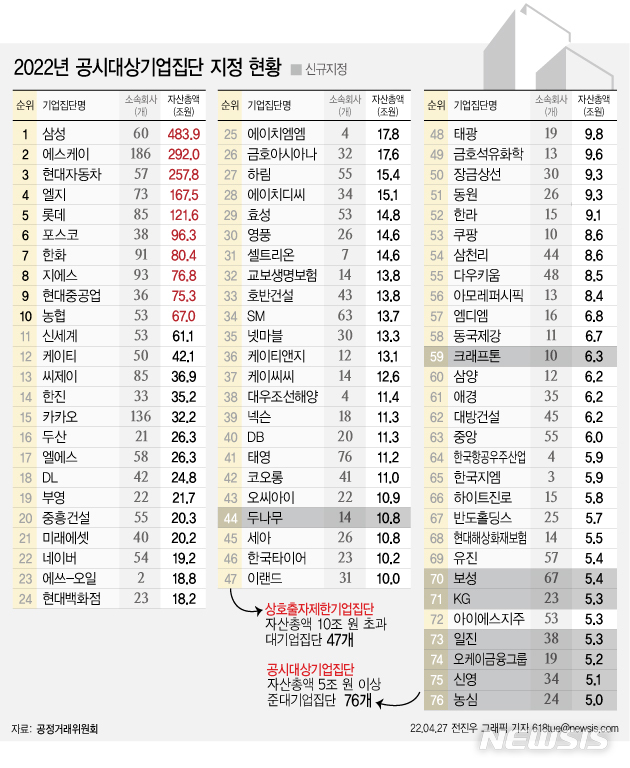 2022년 공시대상기업집단 지정 현황 신규지정
순위 기업집단명 소속회사(개) 자산총액(조원)
1 삼성 60 483.9
2 에스케이 186 292.0
3 현대자동차 57 257.8
4 엘지 73 167.5
5 롯데 85 121.6
6 포스코 38 96.3
7 한화 91 80.4
8 지에스 93 76.8
9 현대중공업 36 75.3
10 농협 53 67.0
11 신세계 53 61.1
12 케이티 50 42.1
13 씨제이 85 36.9
14 한진 33 35.2
15 카카오 136 32.2
16 두산 21 26.3
17 엘에스 58 26.3
18 DL 42 24.8
19 부영 22 21.7
20 중흥건설 55 20.3
21 미래에셋 40 20.2
22 네이버 54 19.2
23 에쓰-오일 2 18.8
24 현대백화점 23 18.2
순위 기업집단명 소속회사(개) 자산총액(조원)
25 에이치엠엠 4 17.8
26 금호아시아나 32 17.6
27 하림 55 15.4
28 에이치디씨 34 15.1
29 효성 53 14.8
30 영풍 26 14.6
31 셀트리온 7 14.6
32 교보생명보험 14 13.8
33 호반건설 43 13.8
34 SM 63 13.7
35 넷마블 30 13.3
36 케이티앤지 12 13.1
37 케이씨씨 14 12.6
38 대우조선해양 4 11.4
39 넥슨 18 11.3
40 DB 20 11.3
41 태영 76 11.2
42 코오롱 41 11.0
43 오씨아이 22 10.9
44 두나무 14 10.8
45 세아 26 10.8
46 한국타이어 23 10.2
47 이랜드 31 10.0
상호출자제한기업집단
자산총액 10조 원 초과
대기업집단 47개
공시대상기업집단
자산총액 5조 원 이상
준대기업집단 76개
순위 기업집단명 소속회사(개) 자산총액(조원)
48 태광 19 9.8
49 금호석유화학 13 9.6
50 장금상선 30 9.3
51 동원 26 9.3
52 한라 15 9.1
53 쿠팡 10 8.6
54 삼천리 44 8.6
55 다우키움 48 8.5
56 아모레퍼시픽 13 8.4
57 엠디엠 16 6.8
58 동국제강 11 6.7
59 크래프톤 10 6.3
60 삼양 12 6.2
61 애경 35 6.2
62 대방건설 45 6.2
63 중앙 55 6.0
64 한국항공우주산업 4 5.9
65 한국지엠 3 5.9
66 하이트진로 15 5.8
67 반도홀딩스 25 5.7
68 현대해상화재보험 14 5.5
69 유진 57 5.4
70 보성 67 5.4
71 KG 23 5.3
72 아이에스지주 53 5.3
73 일진 38 5.3
74 오케이금융그룹 19 5.2
75 신영 34 5.1
76 농심 24 5.0
자료: 공정거래위원회
22.04.27 전진우 그래픽 기자 618tue@newsis.com
NEWSIS